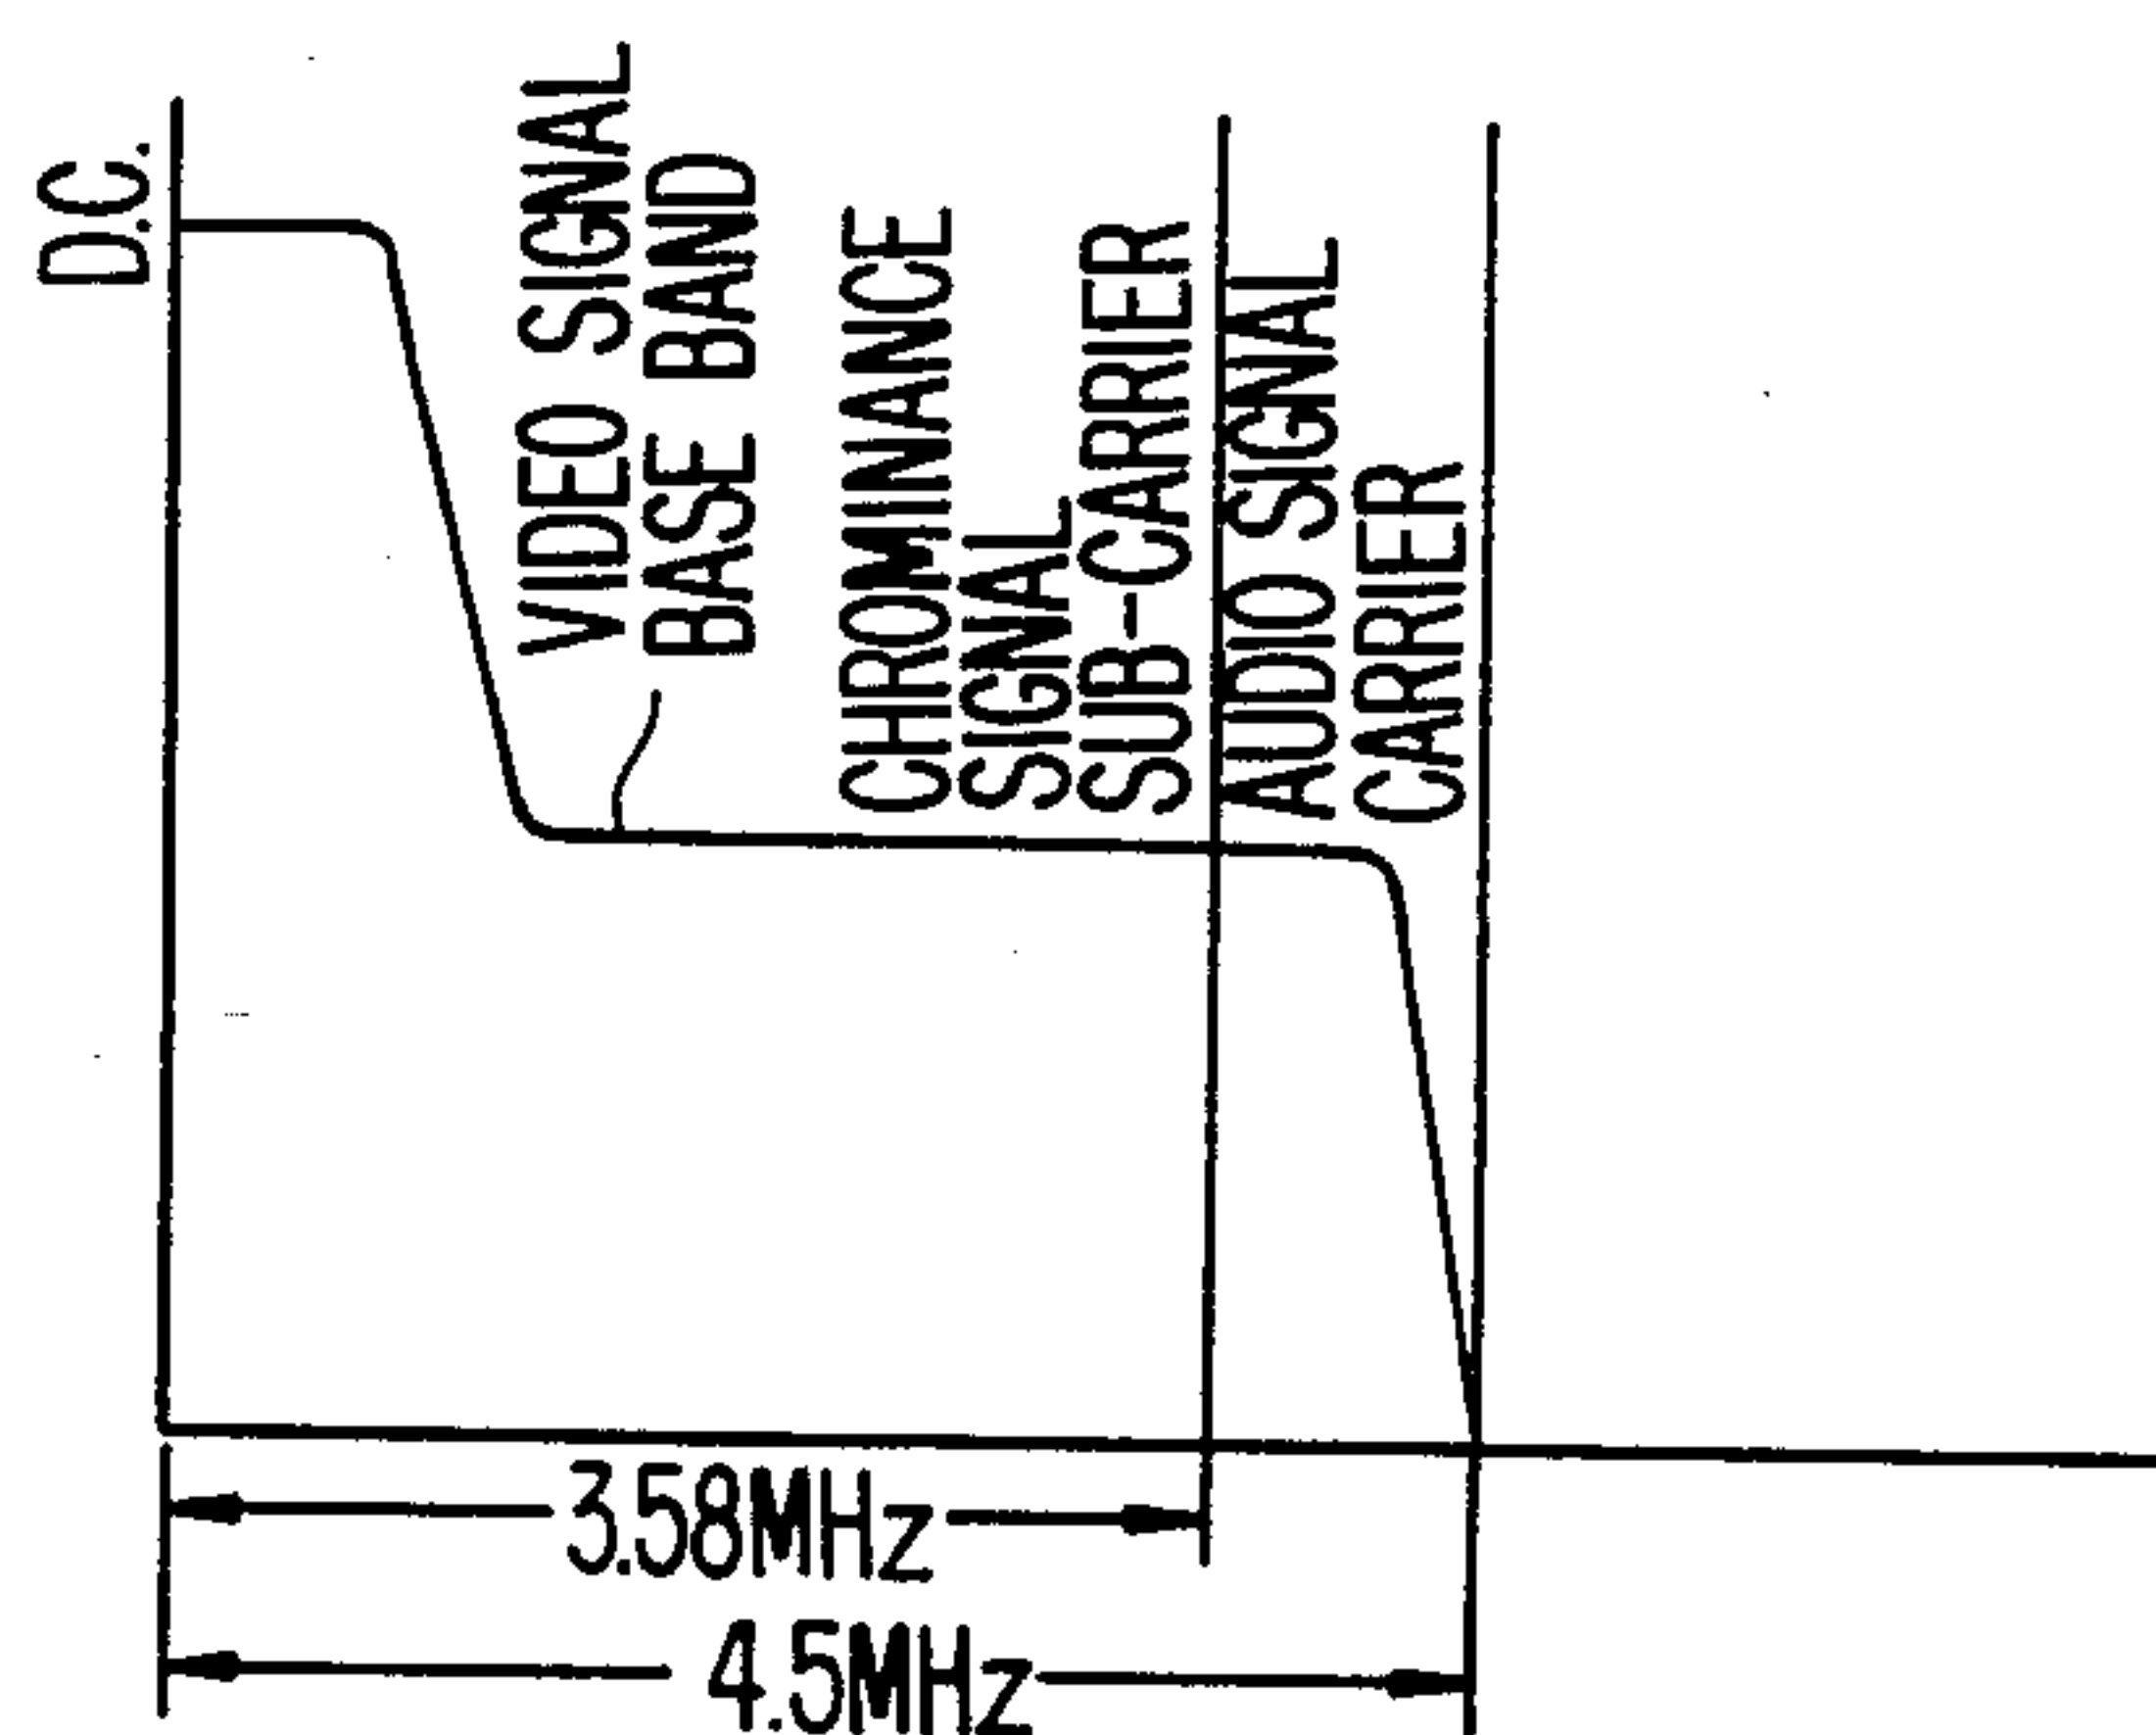 D.C.
VIDEO SIGNAL
BASE BAND
CHROMINANCE
SIGNAL
SUB-CARRIER
AUDIO SIGNAL
CARRIER
3.58MHz
4.5MHz